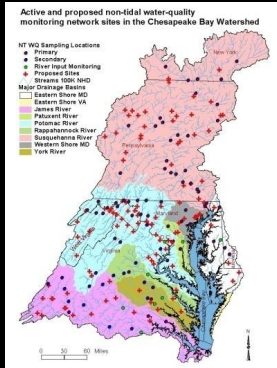 Active and proposed non-tidal water-quality
monitoring network sites in the Chesapeake Bay Watershed
NT WQ Sampling Locations
Primary
Secondary
River Input Monitoring
Proposed Sites
Streams 100K NHD
Major Drainage Basins
Eastern Shore MD
Eastern Shore VA
James River
Patuxent River
Potomac River
Rappahannock River
Susquehanna River
Western Shore MD
York River
New York
Pennsylvania
Maryland
Virginia
0 30 60 Miles
N